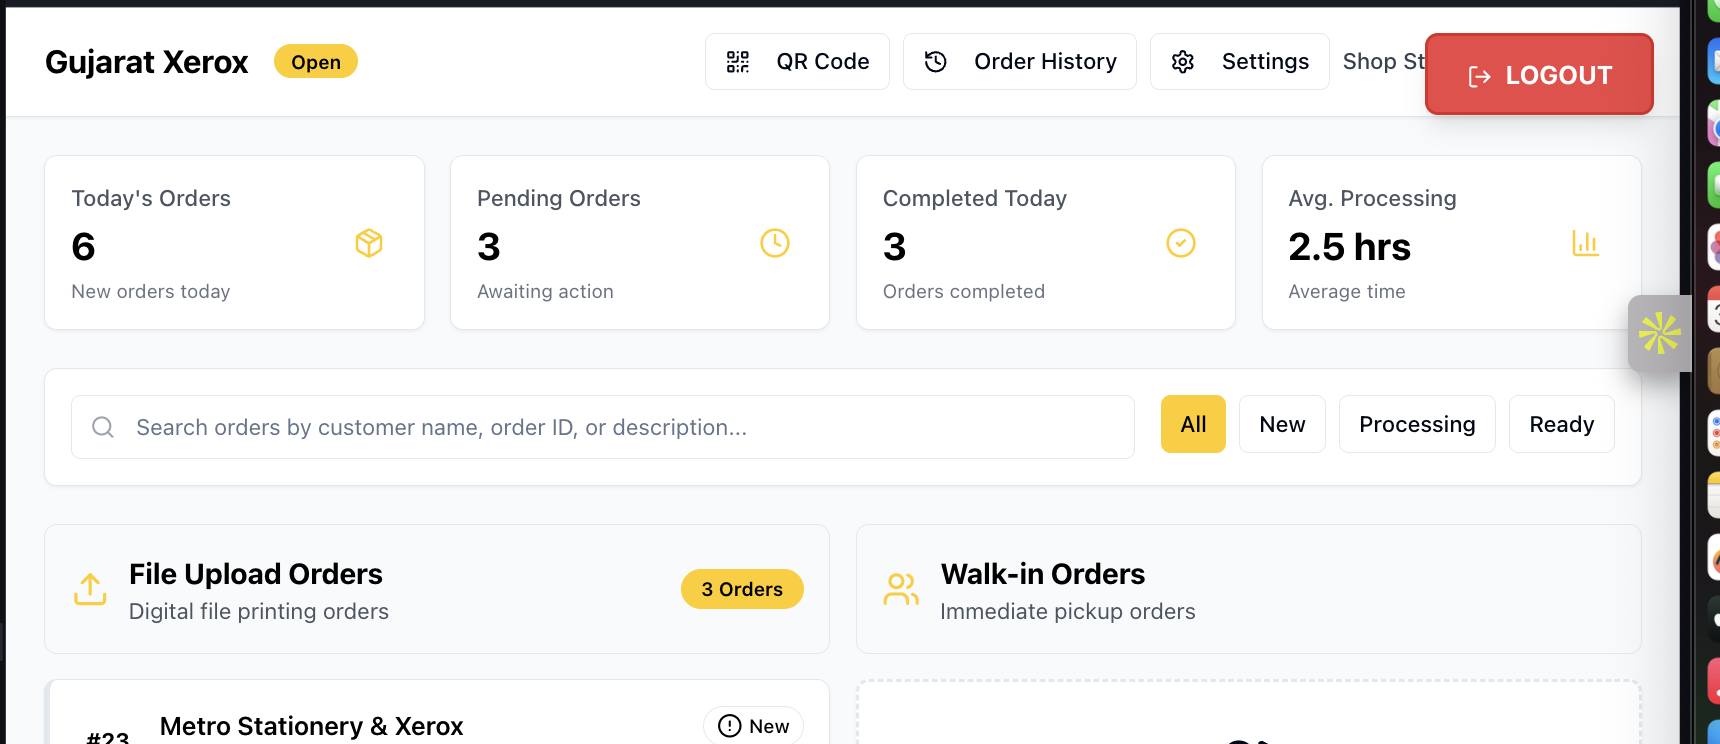 Gujarat Xerox
Open
QR Code
Order History
Settings
Shop St
LOGOUT
Today's Orders
6
New orders today
Pending Orders
3
Awaiting action
Completed Today
3
Orders completed
Avg. Processing
2.5 hrs
Average time
Search orders by customer name, order ID, or description...
All
New
Processing
Ready
File Upload Orders
Digital file printing orders
3 Orders
Walk-in Orders
Immediate pickup orders
#23
Metro Stationery & Xerox
New